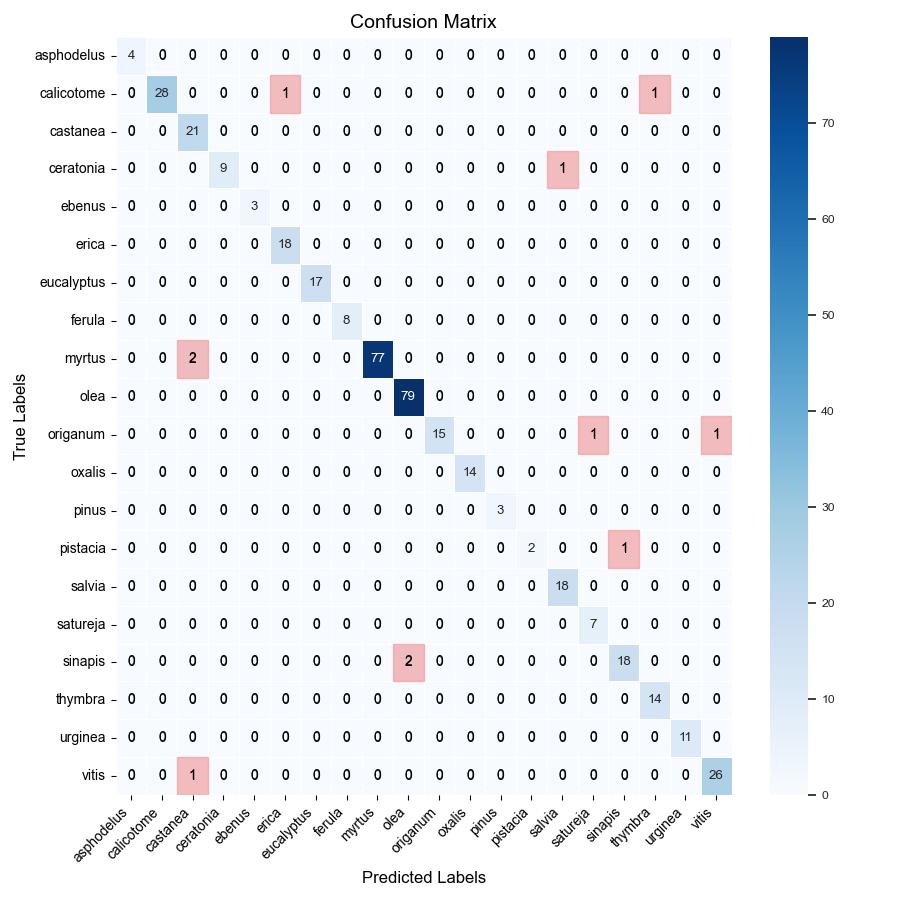 Confusion Matrix
asphodelus 4 0 0 0 0 0 0 0 0 0 0 0 0 0 0 0 0 0 0 0
calicotome 0 28 0 0 0 1 0 0 0 0 0 0 0 0 0 0 0 1 0 0
castanea 0 0 21 0 0 0 0 0 0 0 0 0 0 0 0 0 0 0 0 0
ceratonia 0 0 0 9 0 0 0 0 0 0 0 0 0 0 1 0 0 0 0 0
ebenus 0 0 0 0 3 0 0 0 0 0 0 0 0 0 0 0 0 0 0 0
erica 0 0 0 0 0 18 0 0 0 0 0 0 0 0 0 0 0 0 0 0
eucalyptus 0 0 0 0 0 0 17 0 0 0 0 0 0 0 0 0 0 0 0 0
ferula 0 0 0 0 0 0 0 8 0 0 0 0 0 0 0 0 0 0 0 0
myrtus 0 0 2 0 0 0 0 0 77 0 0 0 0 0 0 0 0 0 0 0
olea 0 0 0 0 0 0 0 0 0 79 0 0 0 0 0 0 0 0 0 0
origanum 0 0 0 0 0 0 0 0 0 0 15 0 0 0 0 1 0 0 0 1
oxalis 0 0 0 0 0 0 0 0 0 0 0 14 0 0 0 0 0 0 0 0
pinus 0 0 0 0 0 0 0 0 0 0 0 0 3 0 0 0 0 0 0 0
pistacia 0 0 0 0 0 0 0 0 0 0 0 0 0 2 0 0 1 0 0 0
salvia 0 0 0 0 0 0 0 0 0 0 0 0 0 0 18 0 0 0 0 0
satureja 0 0 0 0 0 0 0 0 0 0 0 0 0 0 0 7 0 0 0 0
sinapis 0 0 0 0 0 0 0 0 0 2 0 0 0 0 0 0 18 0 0 0
thymbra 0 0 0 0 0 0 0 0 0 0 0 0 0 0 0 0 0 14 0 0
urginea 0 0 0 0 0 0 0 0 0 0 0 0 0 0 0 0 0 0 11 0
vitis 0 0 1 0 0 0 0 0 0 0 0 0 0 0 0 0 0 0 0 26
asphodelus calicotome castanea ceratonia ebenus erica eucalyptus ferula myrtus olea origanum oxalis pinus pistacia salvia satureja sinapis thymbra urginea vitis
Predicted Labels
True Labels
70
60
50
40
30
20
10
0